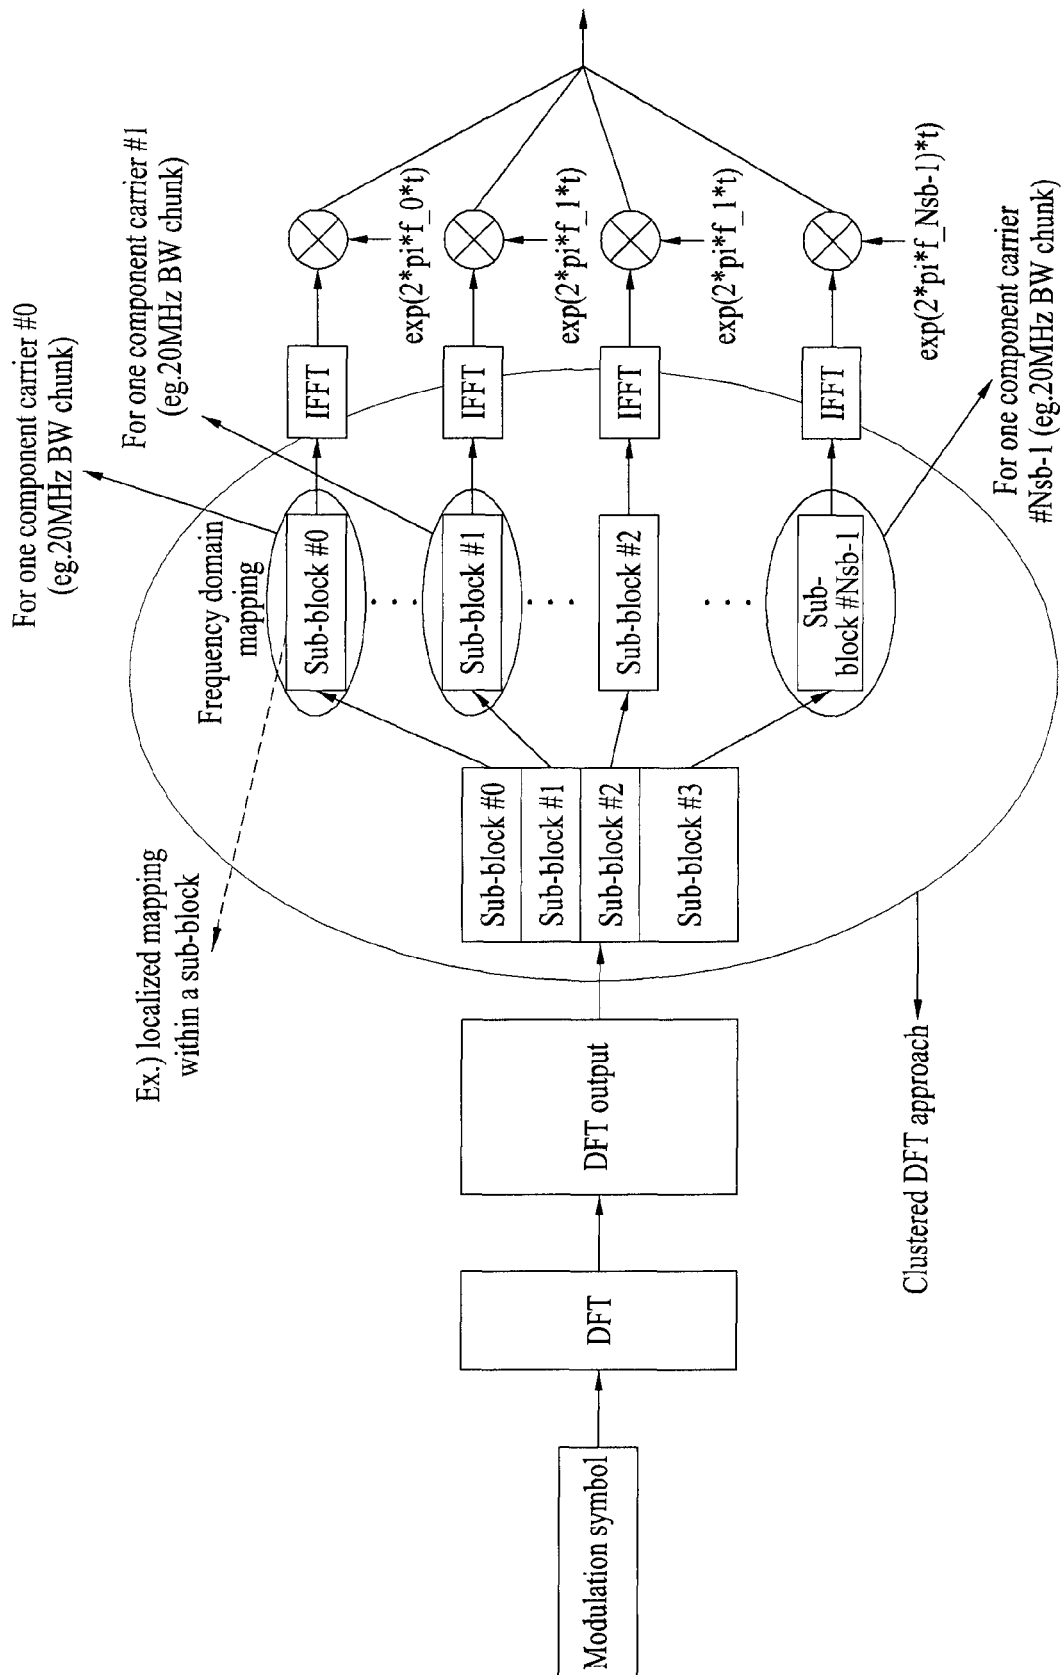 Modulation symbol
DFT
DFT output
Sub-block #0
Sub-block #1
Sub-block #2
Sub-block #3
Clustered DFT approach
Ex.) localized mapping
within a sub-block
Frequency domain
mapping
Sub-block #0
Sub-block #1
Sub-block #2
Sub-
block #Nsb-1
For one component carrier #0
(eg.20MHz BW chunk)
For one component carrier #1
(eg.20MHz BW chunk)
For one component carrier
#Nsb-1 (eg.20MHz BW chunk)
IFFT
IFFT
IFFT
IFFT
exp(2*pi*f_0*t)
exp(2*pi*f_1*t)
exp(2*pi*f_1*t)
exp(2*pi*f_Nsb-1)*t)